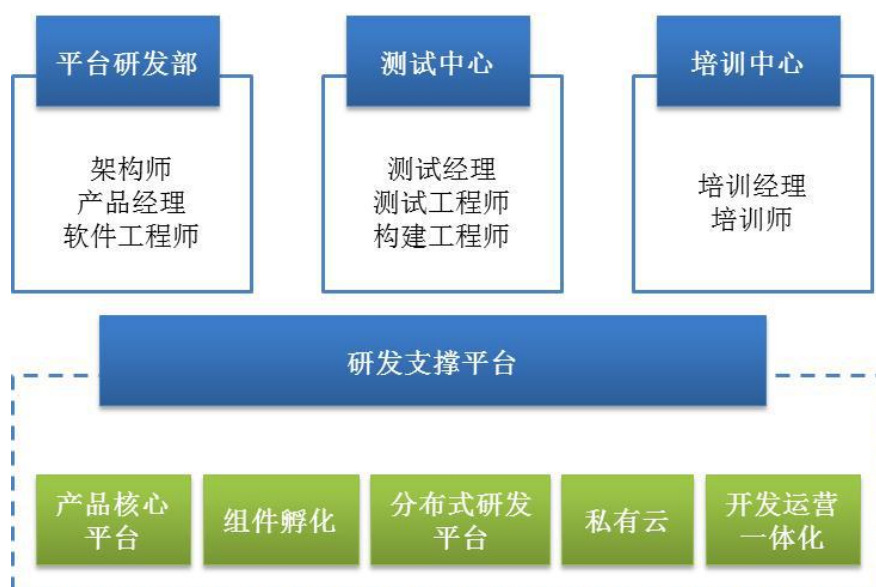 平台研发部
测试中心
培训中心
架构师
产品经理
软件工程师
测试经理
测试工程师
构建工程师
培训经理
培训师
研发支撑平台
产品核心
平台
组件孵化
分布式研发
平台
私有云
开发运营
一体化